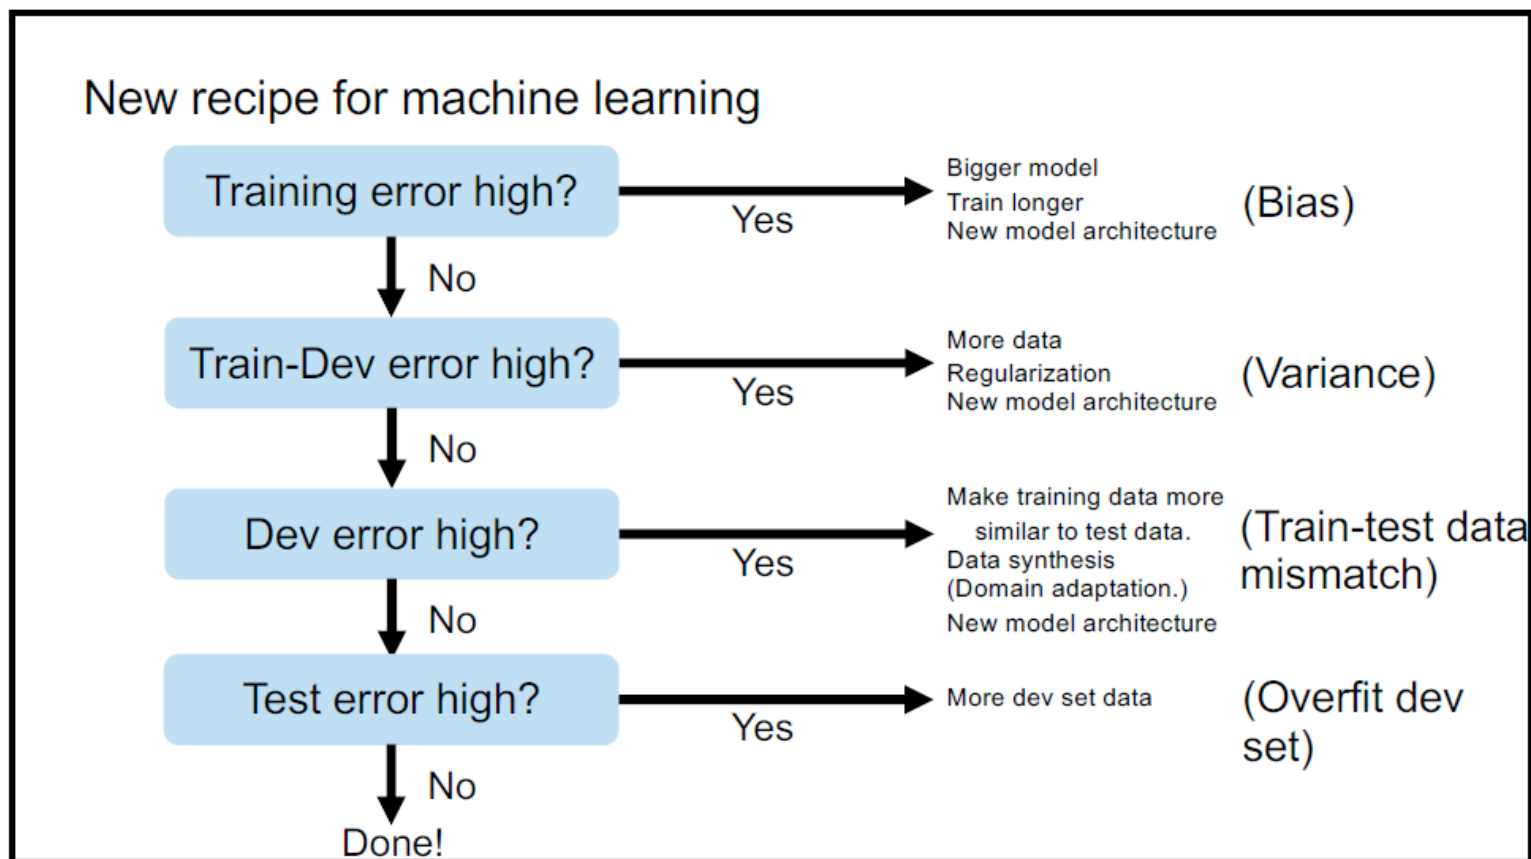 New recipe for machine learning
Training error high?
Yes
Bigger model
Train longer
New model architecture
(Bias)
No
Train-Dev error high?
Yes
More data
Regularization
New model architecture
(Variance)
No
Dev error high?
Yes
Make training data more
similar to test data.
Data synthesis
(Domain adaptation.)
New model architecture
(Train-test data
mismatch)
No
Test error high?
Yes
More dev set data
(Overfit dev
set)
No
Done!